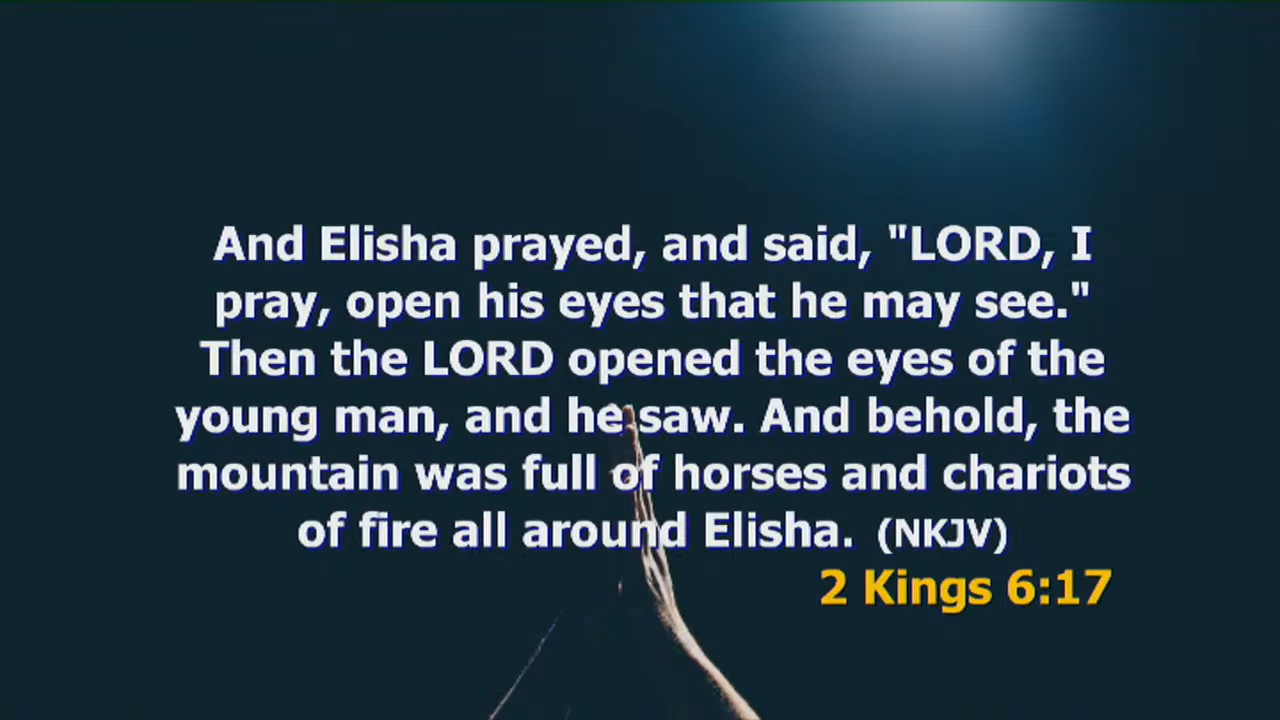 And Elisha prayed, and said, "LORD, I
pray, open his eyes that he may see."
Then the LORD opened the eyes of the
young man, and he saw. And behold, the
mountain was full of horses and chariots
of fire all around Elisha. (NKJV)
2 Kings 6:17